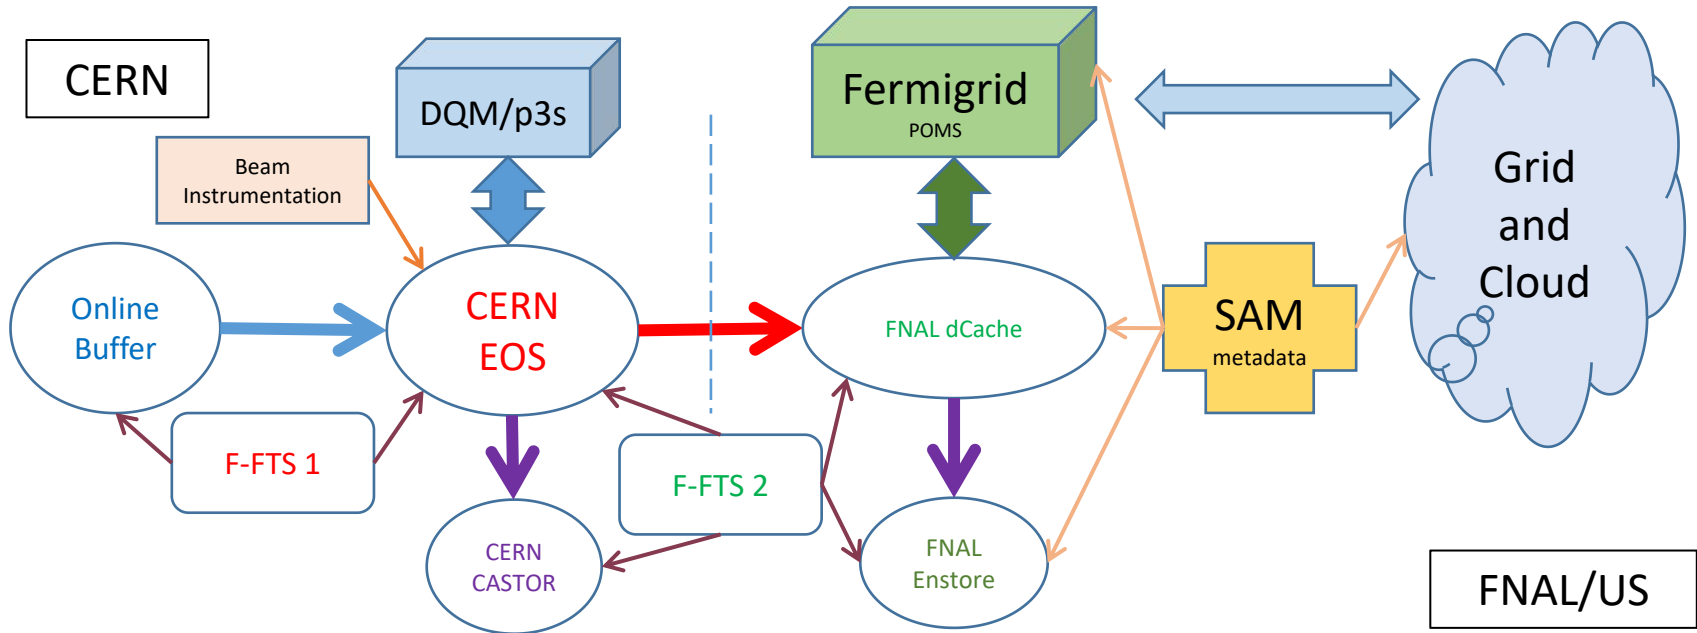 CERN
DQM/p3s
Fermigrid
POMS
Beam
Instrumentation
Grid
and
Cloud
Online
Buffer
CERN
EOS
FNAL dCache
SAM
metadata
F-FTS 1
F-FTS 2
CERN
CASTOR
FNAL
Enstore
FNAL/US